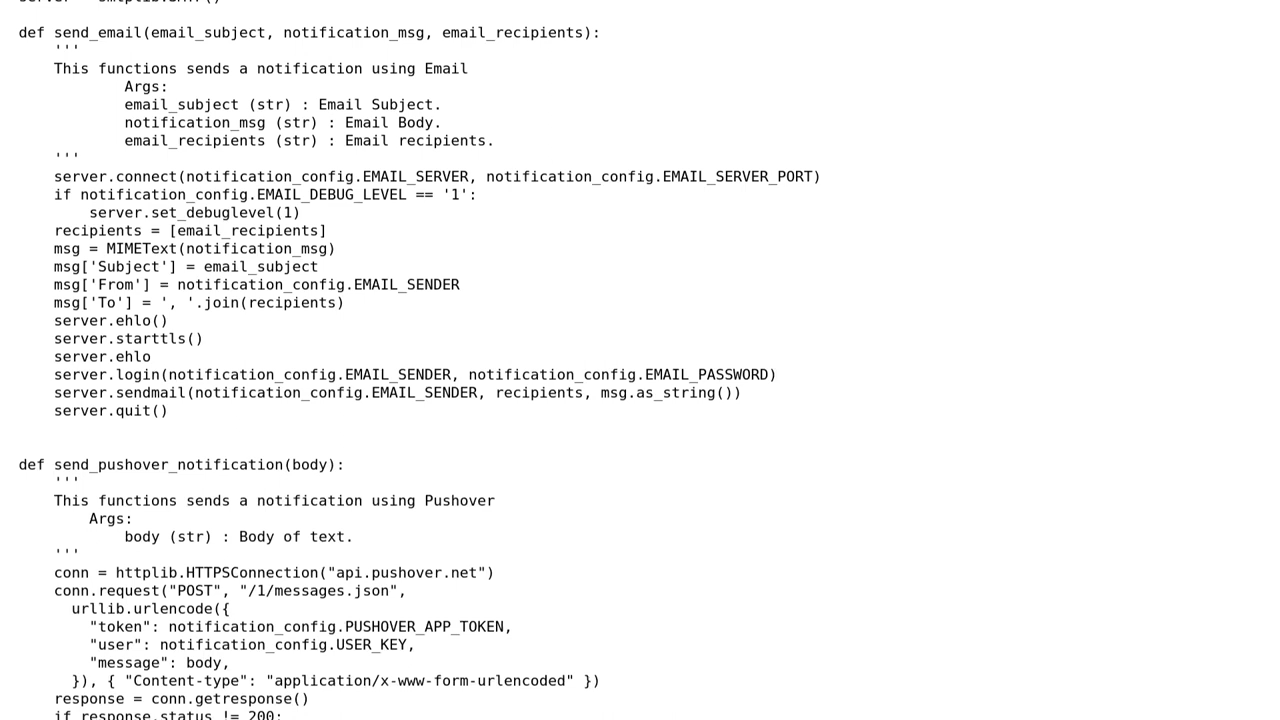 def send_email(email_subject, notification_msg, email_recipients):
    '''
    This functions sends a notification using Email
            Args:
            email_subject (str) : Email Subject.
            notification_msg (str) : Email Body.
            email_recipients (str) : Email recipients.
    '''
    server.connect(notification_config.EMAIL_SERVER, notification_config.EMAIL_SERVER_PORT)
    if notification_config.EMAIL_DEBUG_LEVEL == '1':
        server.set_debuglevel(1)
    recipients = [email_recipients]
    msg = MIMEText(notification_msg)
    msg['Subject'] = email_subject
    msg['From'] = notification_config.EMAIL_SENDER
    msg['To'] = ', '.join(recipients)
    server.ehlo()
    server.starttls()
    server.ehlo
    server.login(notification_config.EMAIL_SENDER, notification_config.EMAIL_PASSWORD)
    server.sendmail(notification_config.EMAIL_SENDER, recipients, msg.as_string())
    server.quit()
def send_pushover_notification(body):
    '''
    This functions sends a notification using Pushover
        Args:
            body (str) : Body of text.
    '''
    conn = httplib.HTTPSConnection("api.pushover.net")
    conn.request("POST", "/1/messages.json",
      urllib.urlencode({
        "token": notification_config.PUSHOVER_APP_TOKEN,
        "user": notification_config.USER_KEY,
        "message": body,
      }), { "Content-type": "application/x-www-form-urlencoded" })
    response = conn.getresponse()
    if response.status != 200: